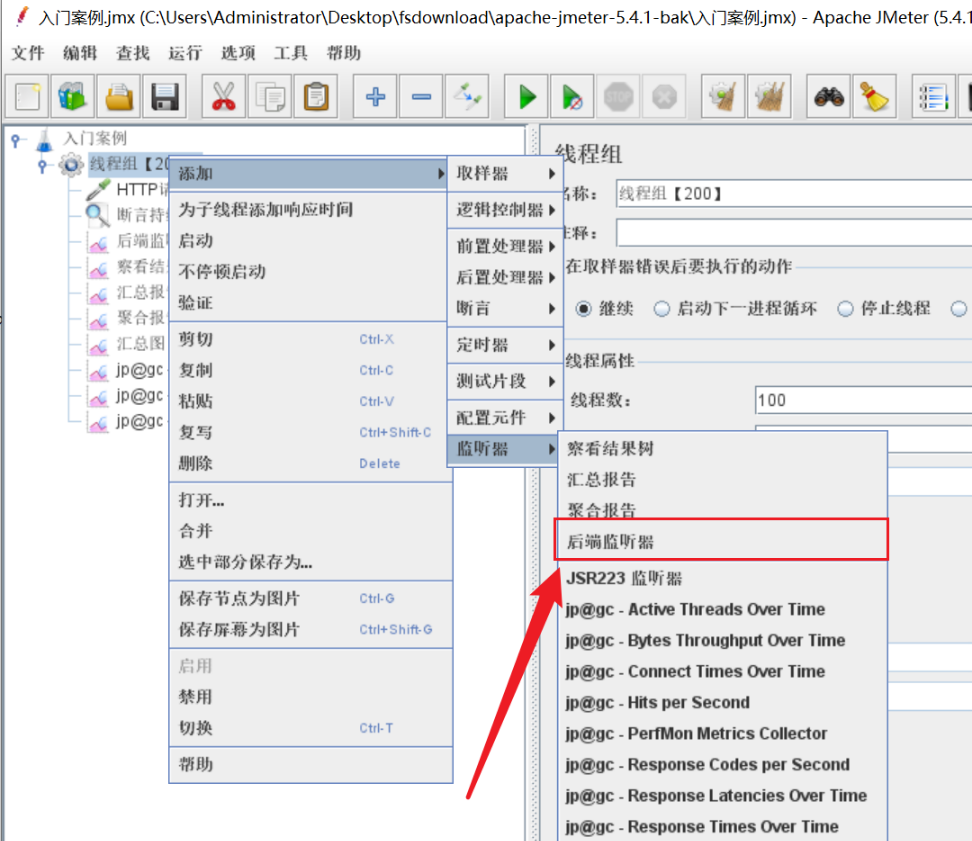 入门案例.jmx (C:\Users\Administrator\Desktop\fsdownload\apache-jmeter-5.4.1-bak\入门案例.jmx) - Apache JMeter (5.4.1
文件 编辑 查找 运行 选项 工具 帮助
STOP
入门案例
线程组【200
HTTP请
断言持续
后端监听
察看结果
汇总报告
聚合报告
汇总图
jp@gc
jp@gc
jp@gc
添加
为子线程添加响应时间
启动
不停顿启动
验证
剪切 Ctrl-X
复制 Ctrl-C
粘贴 Ctrl-V
复写 Ctrl+Shift-C
删除 Delete
打开...
合并
选中部分保存为...
保存节点为图片 Ctrl-G
保存屏幕为图片 Ctrl+Shift-G
启用
禁用
切换 Ctrl-T
帮助
取样器
逻辑控制器
前置处理器
后置处理器
断言
定时器
测试片段
配置元件
监听器
察看结果树
汇总报告
聚合报告
后端监听器
JSR223 监听器
jp@gc - Active Threads Over Time
jp@gc - Bytes Throughput Over Time
jp@gc - Connect Times Over Time
jp@gc - Hits per Second
jp@gc - PerfMon Metrics Collector
jp@gc - Response Codes per Second
jp@gc - Response Latencies Over Time
jp@gc - Response Times Over Time
线程组
名称： 线程组【200】
注释：
在取样器错误后要执行的动作
继续 启动下一进程循环 停止线程
线程属性
线程数： 100